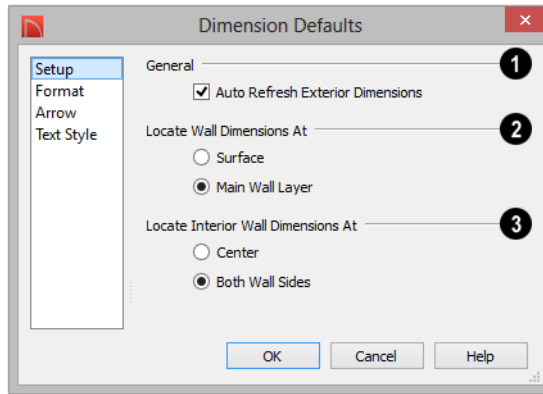 Dimension Defaults
Setup
Format
Arrow
Text Style
General
1
Auto Refresh Exterior Dimensions
Locate Wall Dimensions At
2
Surface
Main Wall Layer
Locate Interior Wall Dimensions At
3
Center
Both Wall Sides
OK
Cancel
Help